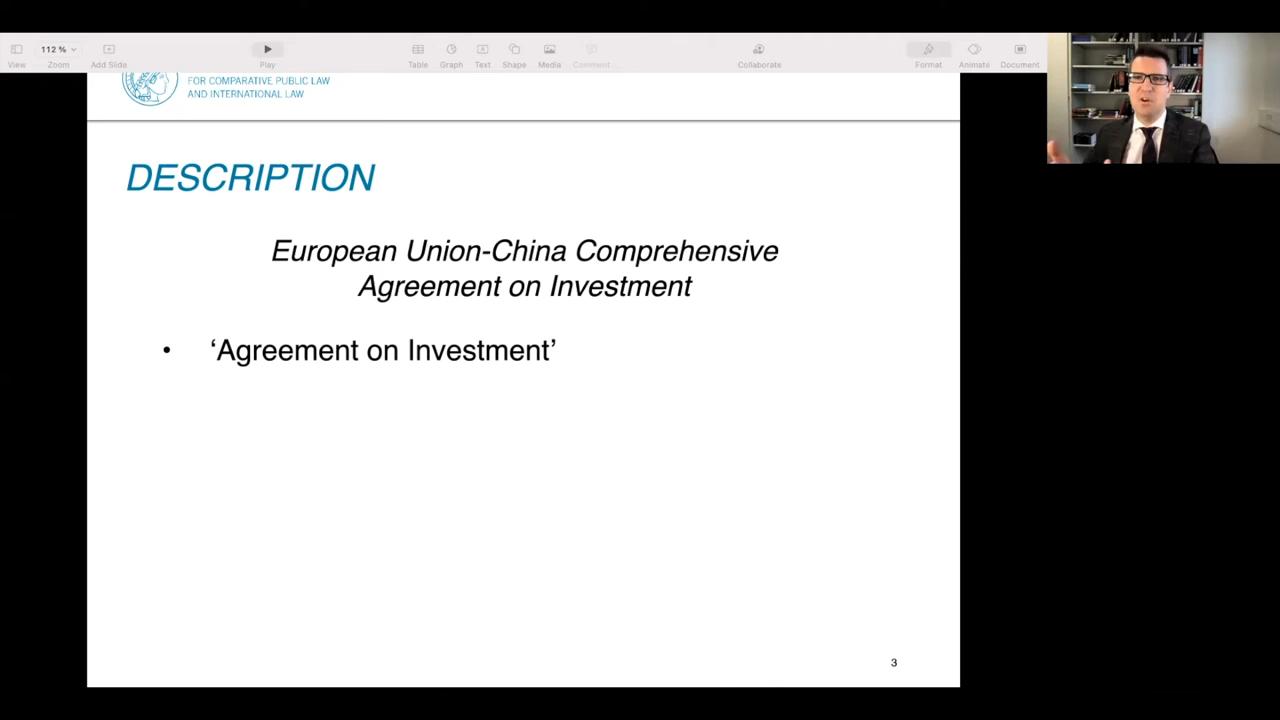 112 %
View
Zoom
Add Slide
Play
Table
Graph
Text
Shape
Media
Comment
Collaborate
Format
Animate
Document
FOR COMPARATIVE PUBLIC LAW
AND INTERNATIONAL LAW
DESCRIPTION
European Union-China Comprehensive
Agreement on Investment
• ‘Agreement on Investment’
3